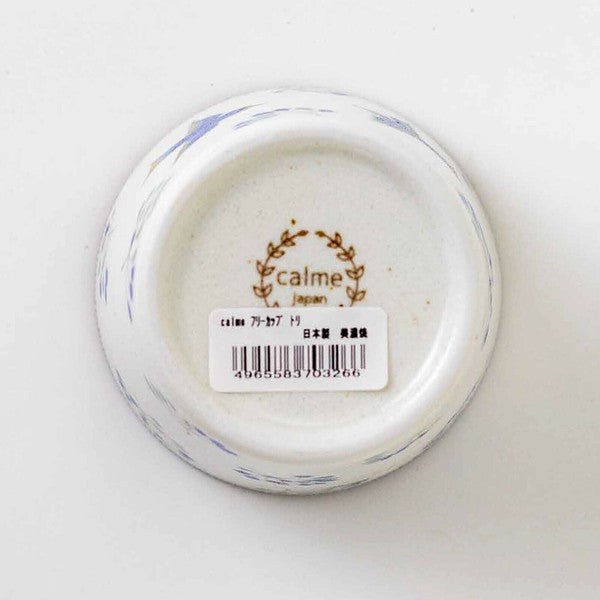 calme
japan
calme ﾌﾘｰｶｯﾌﾟ ﾄﾘ
日本製 美濃焼
4965583703266